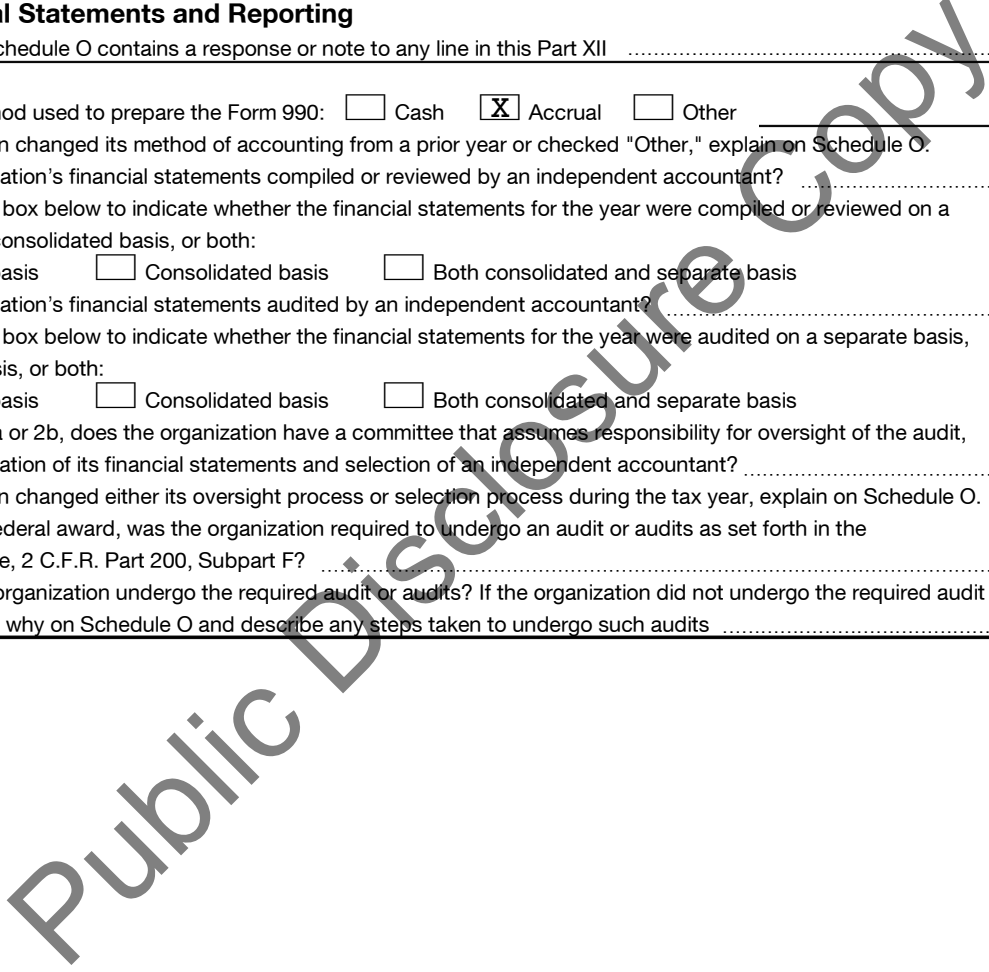 l Statements and Reporting
chedule O contains a response or note to any line in this Part XII
od used to prepare the Form 990: Cash X Accrual Other
n changed its method of accounting from a prior year or checked "Other," explain on Schedule O.
ation's financial statements compiled or reviewed by an independent accountant?
box below to indicate whether the financial statements for the year were compiled or reviewed on a
onsolidated basis, or both:
asis Consolidated basis Both consolidated and separate basis
ation's financial statements audited by an independent accountant?
box below to indicate whether the financial statements for the year were audited on a separate basis,
sis, or both:
asis Consolidated basis Both consolidated and separate basis
or 2b, does the organization have a committee that assumes responsibility for oversight of the audit,
ation of its financial statements and selection of an independent accountant?
n changed either its oversight process or selection process during the tax year, explain on Schedule O.
ederal award, was the organization required to undergo an audit or audits as set forth in the
e, 2 C.F.R. Part 200, Subpart F?
organization undergo the required audit or audits? If the organization did not undergo the required audit
why on Schedule O and describe any steps taken to undergo such audits
Public Disclosure Copy